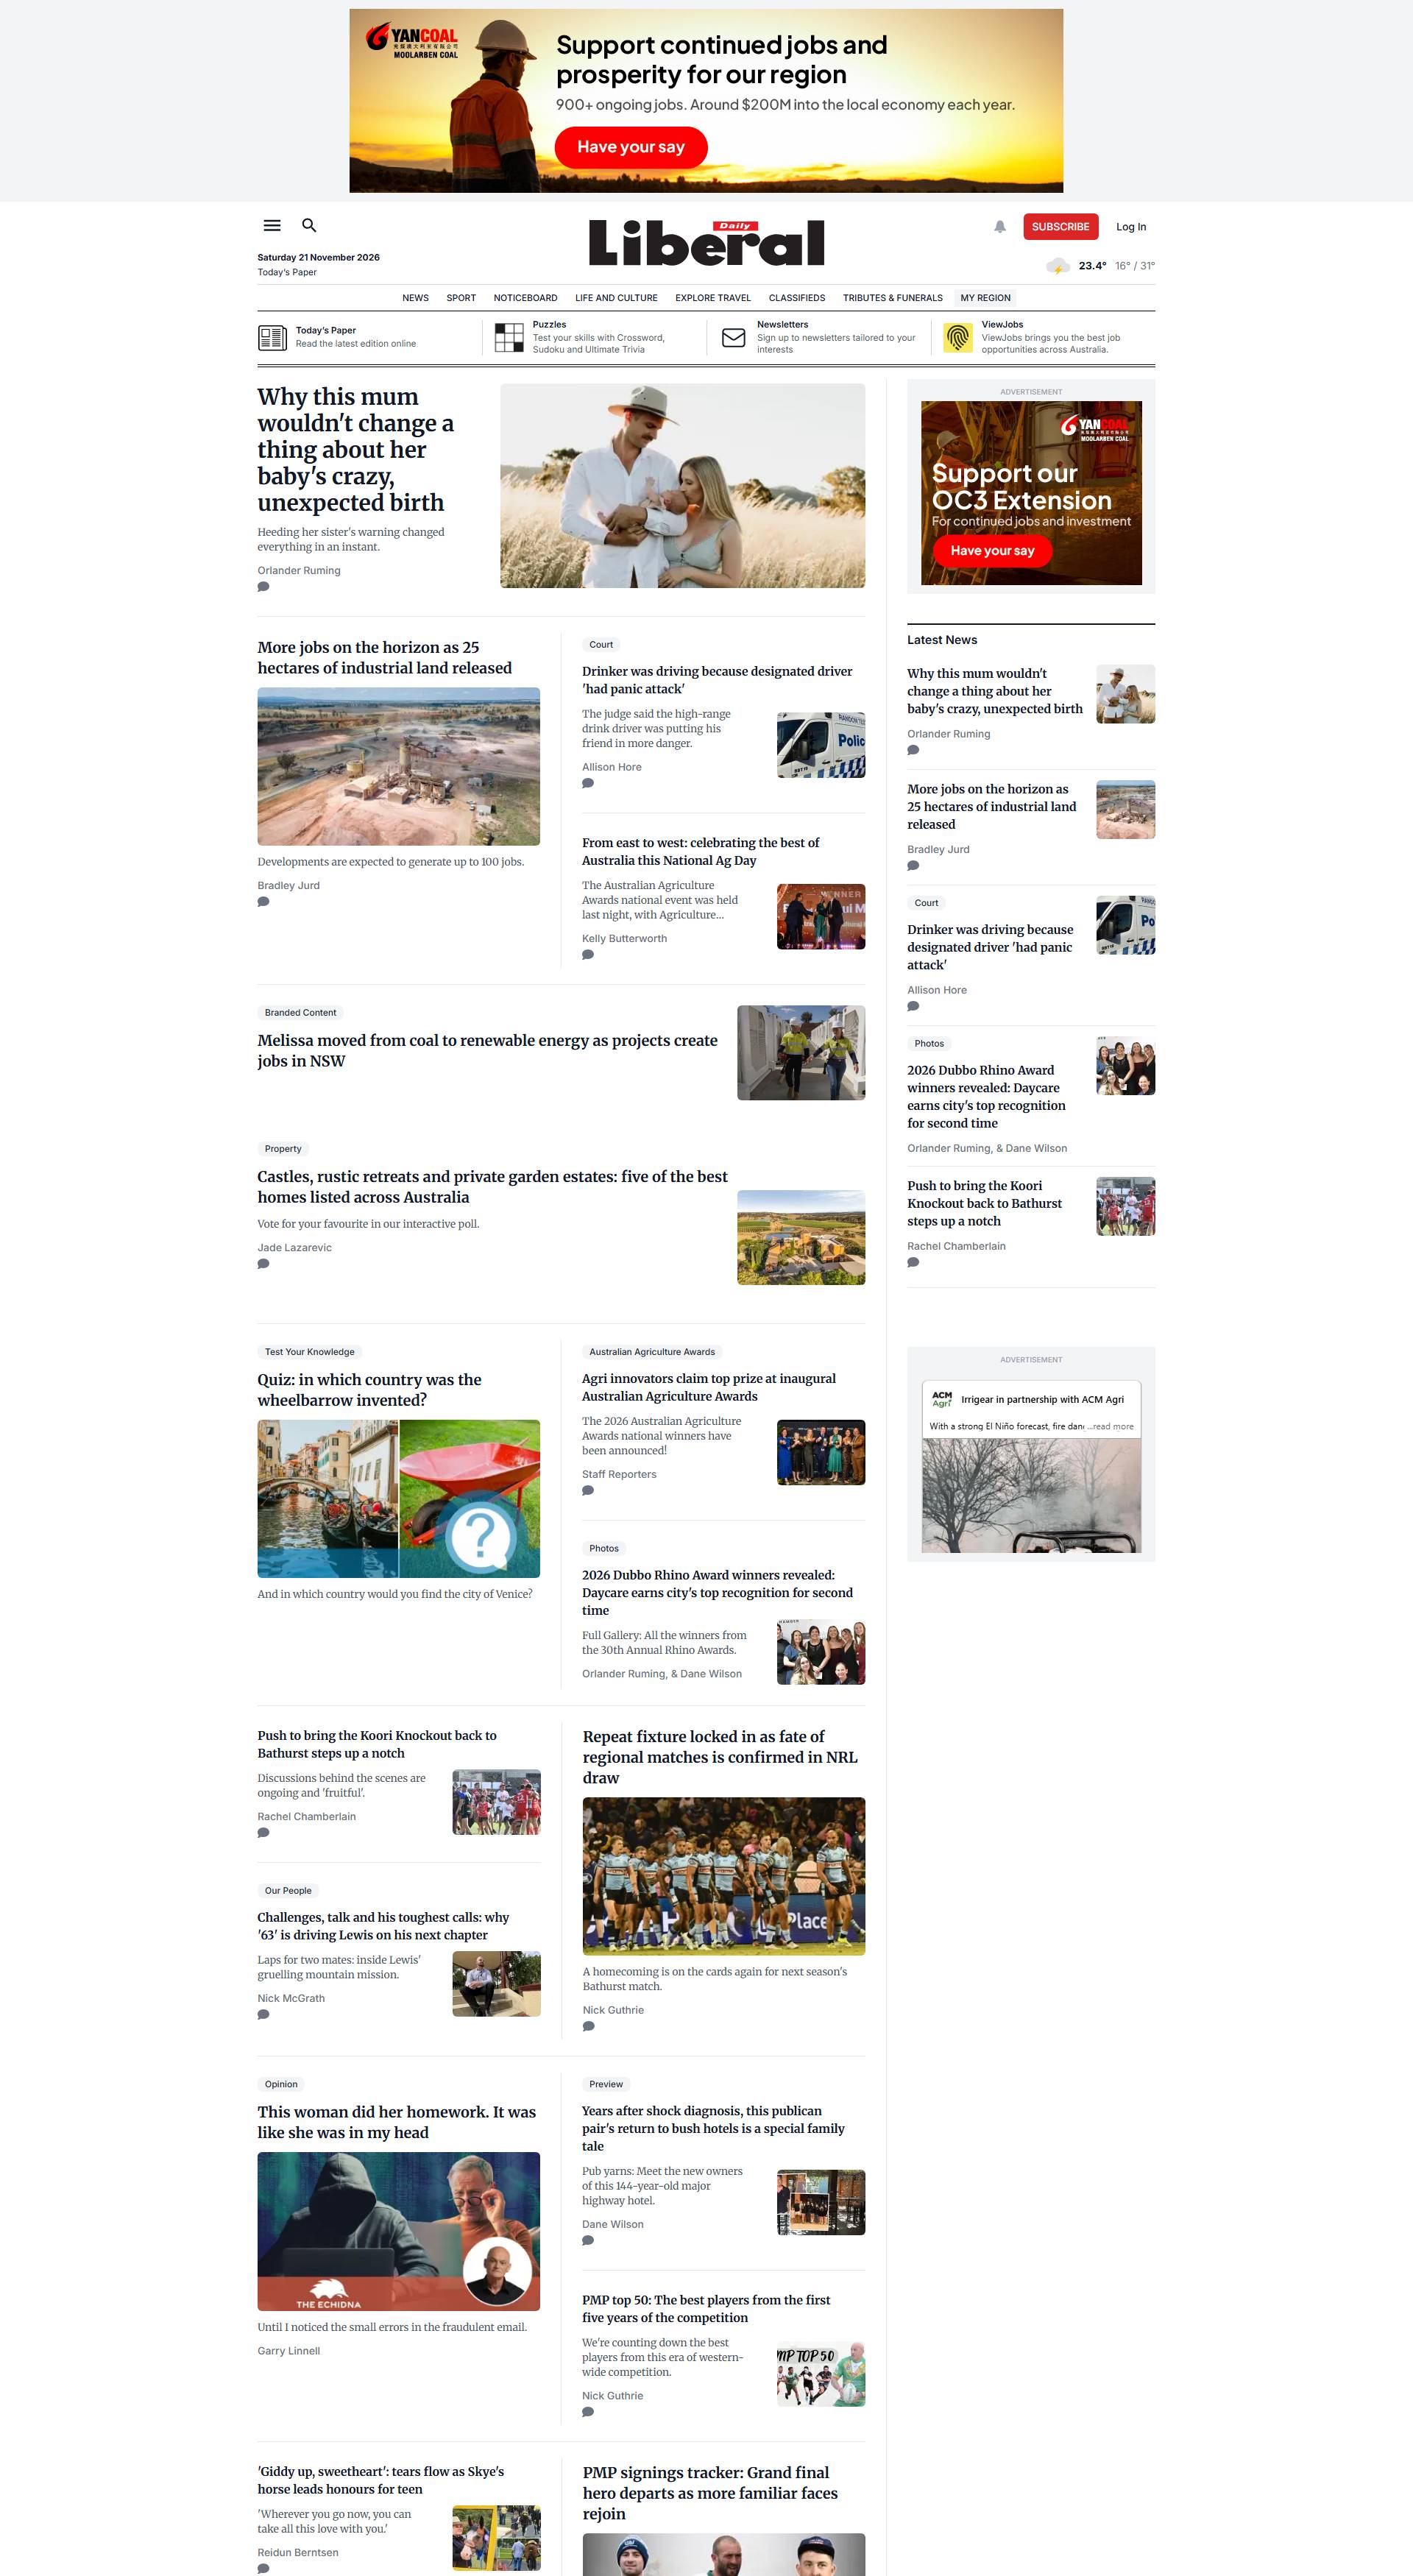 YANCOAL
MOOLARBEN COAL
Support continued jobs and
prosperity for our region
900+ ongoing jobs. Around $200M into the local economy each year.
Have your say
Daily
Liberal
SUBSCRIBE
Log In
Saturday 21 November 2026
Today's Paper
23.4° 16° / 31°
NEWS SPORT NOTICEBOARD LIFE AND CULTURE EXPLORE TRAVEL CLASSIFIEDS TRIBUTES & FUNERALS MY REGION
Today's Paper
Read the latest edition online
Puzzles
Test your skills with Crossword,
Sudoku and Ultimate Trivia
Newsletters
Sign up to newsletters tailored to your
interests
ViewJobs
ViewJobs brings you the best job
opportunities across Australia.
Why this mum
wouldn't change a
thing about her
baby's crazy,
unexpected birth
Heeding her sister's warning changed
everything in an instant.
Orlander Ruming
More jobs on the horizon as 25
hectares of industrial land released
Developments are expected to generate up to 100 jobs.
Bradley Jurd
Court
Drinker was driving because designated driver
'had panic attack'
The judge said the high-range
drink driver was putting his
friend in more danger.
Allison Hore
RANDOM
Polic
From east to west: celebrating the best of
Australia this National Ag Day
The Australian Agriculture
Awards national event was held
last night, with Agriculture...
Kelly Butterworth
Branded Content
Melissa moved from coal to renewable energy as projects create
jobs in NSW
Property
Castles, rustic retreats and private garden estates: five of the best
homes listed across Australia
Vote for your favourite in our interactive poll.
Jade Lazarevic
Test Your Knowledge
Quiz: in which country was the
wheelbarrow invented?
?
And in which country would you find the city of Venice?
Australian Agriculture Awards
Agri innovators claim top prize at inaugural
Australian Agriculture Awards
The 2026 Australian Agriculture
Awards national winners have
been announced!
Staff Reporters
Photos
2026 Dubbo Rhino Award winners revealed:
Daycare earns city's top recognition for second
time
Full Gallery: All the winners from
the 30th Annual Rhino Awards.
Orlander Ruming, & Dane Wilson
Push to bring the Koori Knockout back to
Bathurst steps up a notch
Discussions behind the scenes are
ongoing and 'fruitful'.
Rachel Chamberlain
Our People
Challenges, talk and his toughest calls: why
'63' is driving Lewis on his next chapter
Laps for two mates: inside Lewis'
gruelling mountain mission.
Nick McGrath
Repeat fixture locked in as fate of
regional matches is confirmed in NRL
draw
Place
A homecoming is on the cards again for next season's
Bathurst match.
Nick Guthrie
Opinion
This woman did her homework. It was
like she was in my head
THE ECHIDNA
Until I noticed the small errors in the fraudulent email.
Garry Linnell
Preview
Years after shock diagnosis, this publican
pair's return to bush hotels is a special family
tale
Pub yarns: Meet the new owners
of this 144-year-old major
highway hotel.
Dane Wilson
PMP top 50: The best players from the first
five years of the competition
We're counting down the best
players from this era of western-
wide competition.
Nick Guthrie
MP TOP 50
'Giddy up, sweetheart': tears flow as Skye's
horse leads honours for teen
'Wherever you go now, you can
take all this love with you.'
Reidun Berntsen
PMP signings tracker: Grand final
hero departs as more familiar faces
rejoin
ADVERTISEMENT
YANCOAL
MOOLARBEN COAL
Support our
OC3 Extension
For continued jobs and investment
Have your say
Latest News
Why this mum wouldn't
change a thing about her
baby's crazy, unexpected birth
Orlander Ruming
More jobs on the horizon as
25 hectares of industrial land
released
Bradley Jurd
Court
Drinker was driving because
designated driver 'had panic
attack'
Allison Hore
Po
Photos
2026 Dubbo Rhino Award
winners revealed: Daycare
earns city's top recognition
for second time
Orlander Ruming, & Dane Wilson
Push to bring the Koori
Knockout back to Bathurst
steps up a notch
Rachel Chamberlain
ADVERTISEMENT
ACM
Agri
Irrigear in partnership with ACM Agri
With a strong El Niño forecast, fire dan ...read more